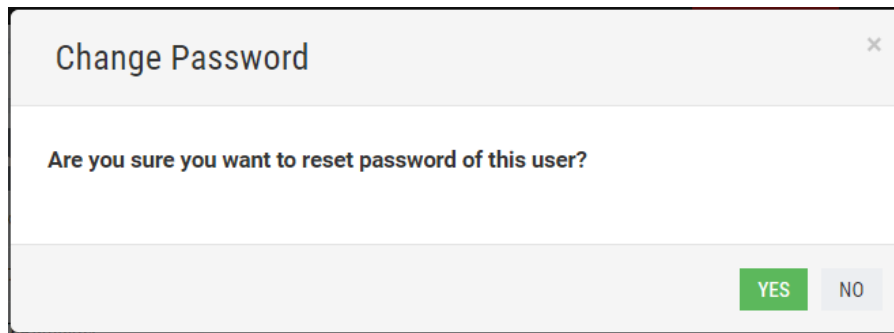 Change Password
×
Are you sure you want to reset password of this user?
YES NO